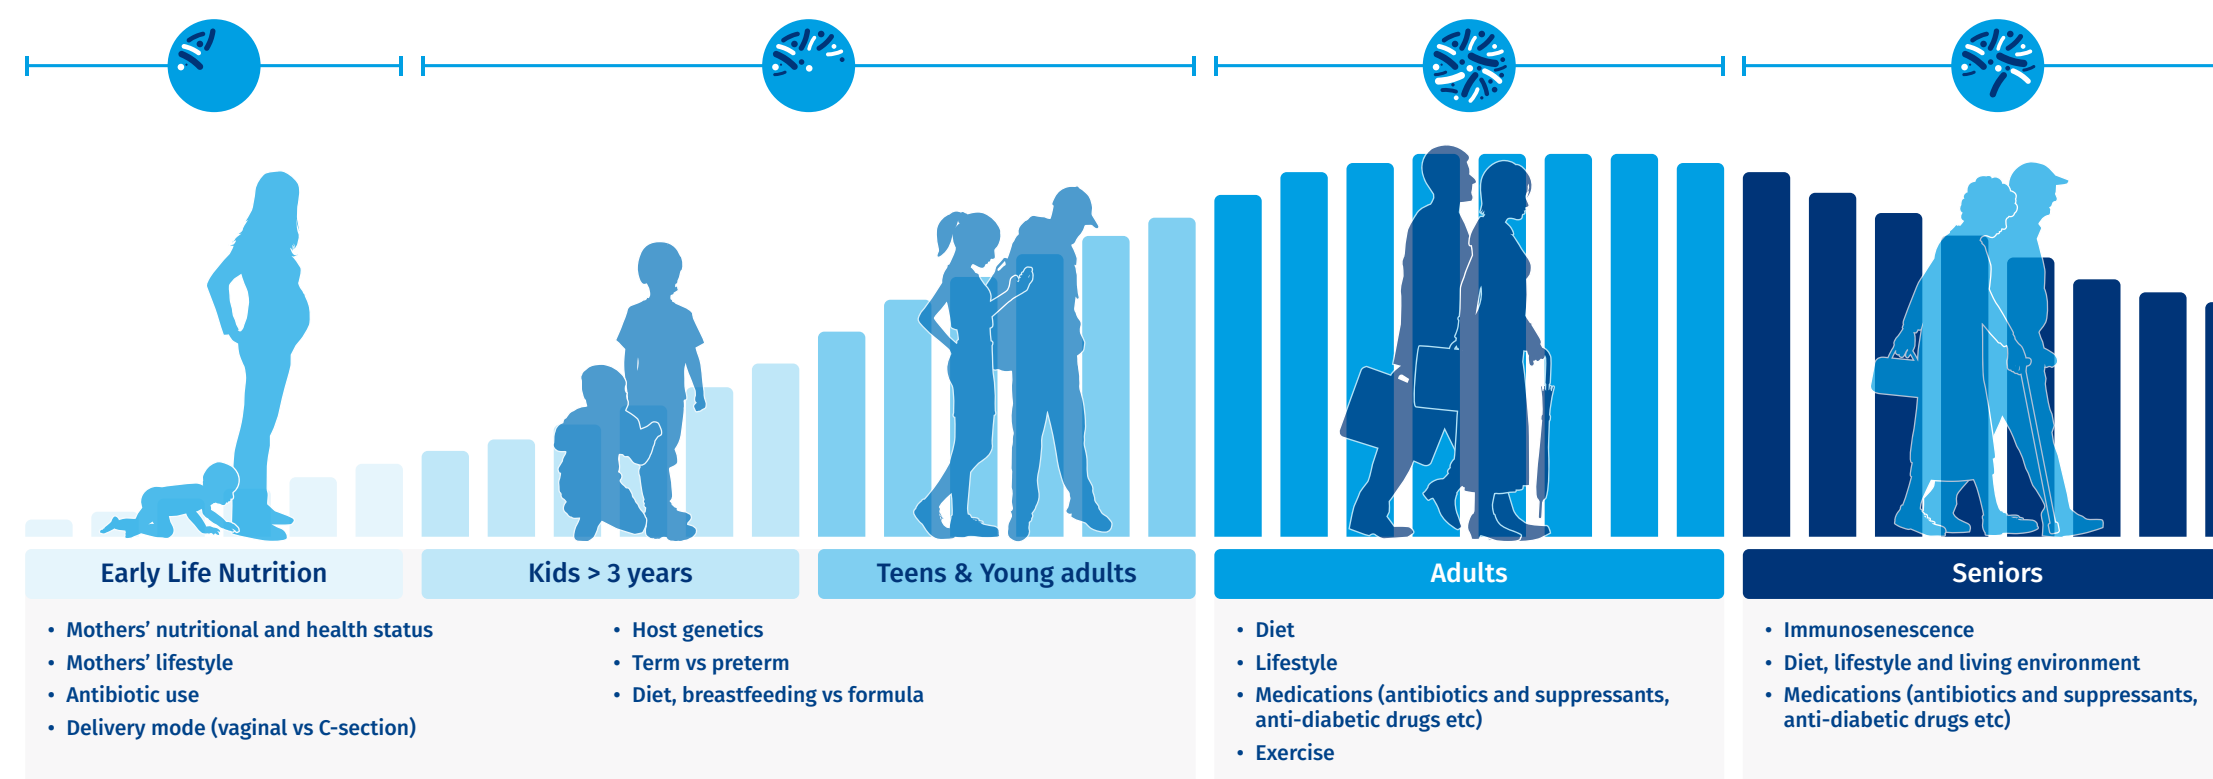 Early Life Nutrition
Kids > 3 years
Teens & Young adults
Adults
Seniors
• Mothers’ nutritional and health status
• Mothers’ lifestyle
• Antibiotic use
• Delivery mode (vaginal vs C-section)
• Host genetics
• Term vs preterm
• Diet, breastfeeding vs formula
• Diet
• Lifestyle
• Medications (antibiotics and suppressants,
anti-diabetic drugs etc)
• Exercise
• Immunosenescence
• Diet, lifestyle and living environment
• Medications (antibiotics and suppressants,
anti-diabetic drugs etc)